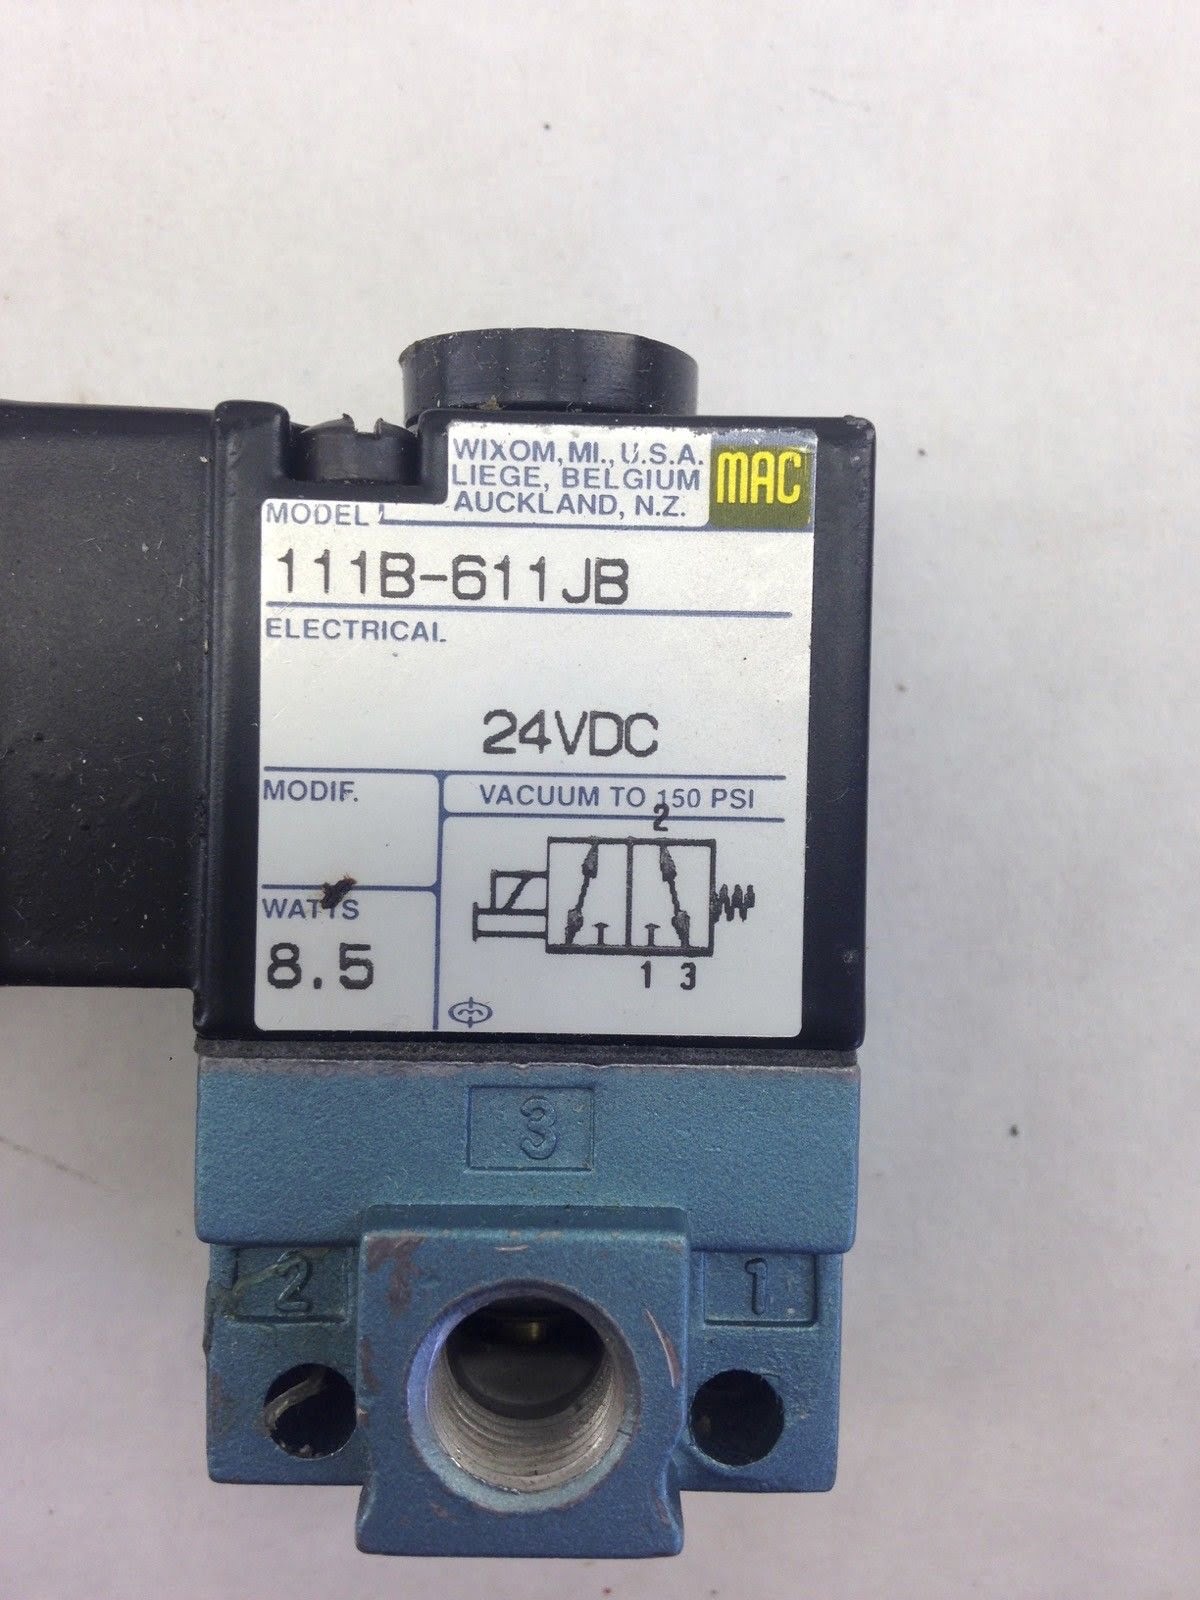 WIXOM, MI., U.S.A.
LIEGE, BELGIUM
AUCKLAND, N.Z.
MAC
MODEL
111B-611JB
ELECTRICAL
24VDC
MODIF.
VACUUM TO 150 PSI
2
WATTS
8.5
1 3
3
2 1